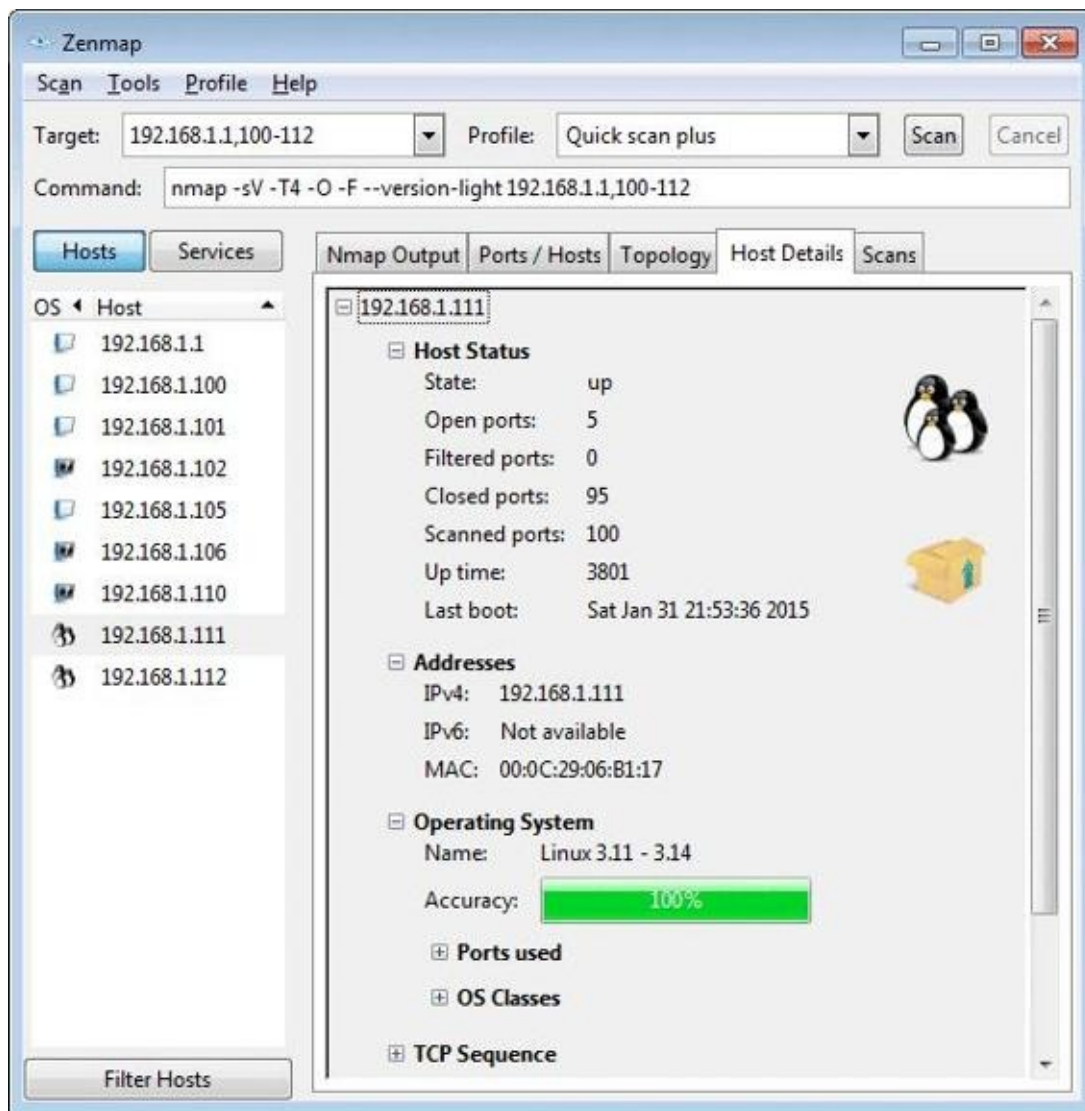 Zenmap
Scan Tools Profile Help
Target: 192.168.1.1,100-112 Profile: Quick scan plus Scan Cancel
Command: nmap -sV -T4 -O -F --version-light 192.168.1.1,100-112
Hosts Services
Nmap Output Ports / Hosts Topology Host Details Scans
OS Host
192.168.1.1
192.168.1.100
192.168.1.101
192.168.1.102
192.168.1.105
192.168.1.106
192.168.1.110
192.168.1.111
192.168.1.112
Filter Hosts
192.168.1.111
Host Status
State: up
Open ports: 5
Filtered ports: 0
Closed ports: 95
Scanned ports: 100
Up time: 3801
Last boot: Sat Jan 31 21:53:36 2015
Addresses
IPv4: 192.168.1.111
IPv6: Not available
MAC: 00:0C:29:06:B1:17
Operating System
Name: Linux 3.11 - 3.14
Accuracy: 100%
Ports used
OS Classes
TCP Sequence